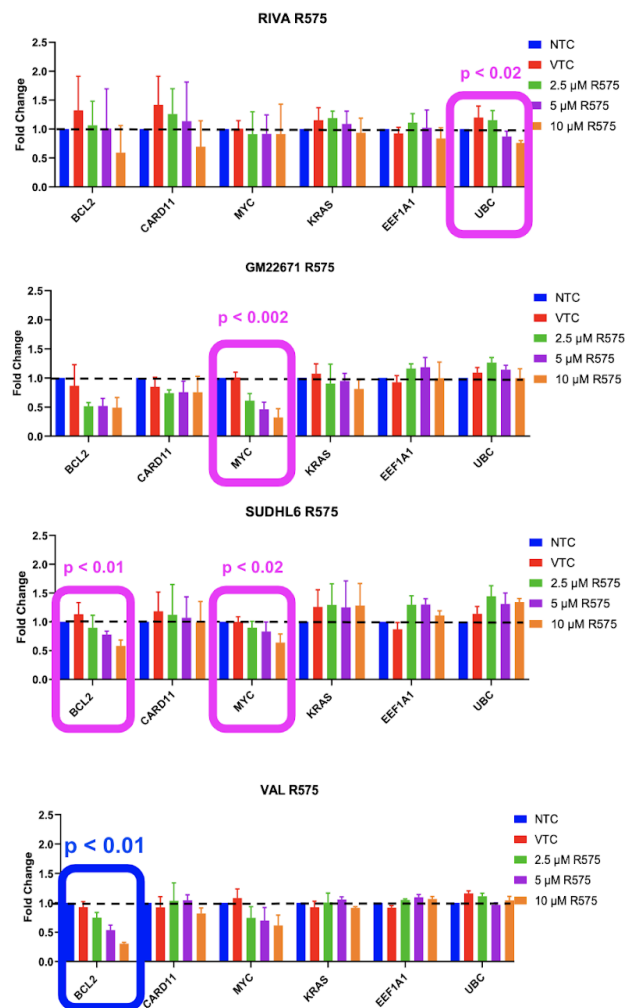 RIVA R575
Fold Change
2.5
2.0
1.5
1.0
0.5
0.0
p < 0.02
NTC
VTC
2.5 µM R575
5 µM R575
10 µM R575
BCL2
CARD11
MYC
KRAS
EEF1A1
UBC
GM22671 R575
Fold Change
2.5
2.0
1.5
1.0
0.5
0.0
p < 0.002
NTC
VTC
2.5 µM R575
5 µM R575
10 µM R575
BCL2
CARD11
MYC
KRAS
EEF1A1
UBC
SUDHL6 R575
Fold Change
2.5
2.0
1.5
1.0
0.5
0.0
p < 0.01
p < 0.02
NTC
VTC
2.5 µM R575
5 µM R575
10 µM R575
BCL2
CARD11
MYC
KRAS
EEF1A1
UBC
VAL R575
Fold Change
2.5
2.0
1.5
1.0
0.5
0.0
p < 0.01
NTC
VTC
2.5 µM R575
5 µM R575
10 µM R575
BCL2
CARD11
MYC
KRAS
EEF1A1
UBC